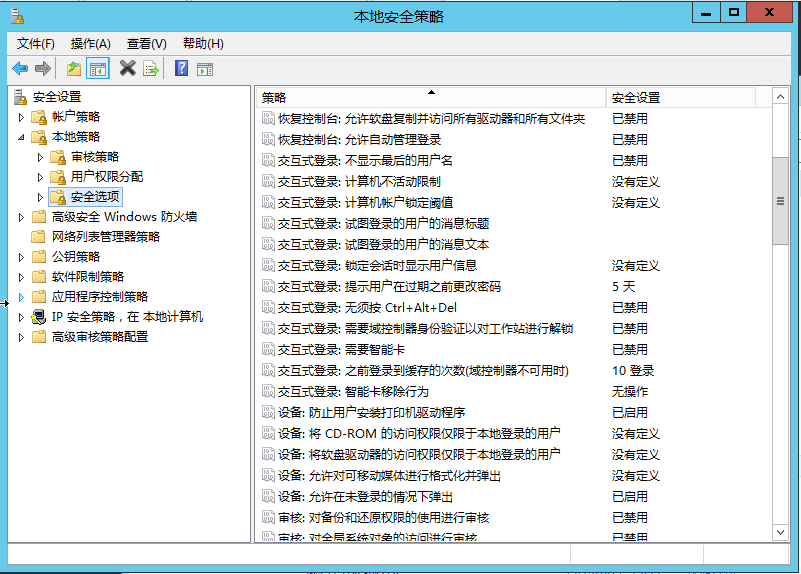 本地安全策略
文件(F) 操作(A) 查看(V) 帮助(H)
安全设置
帐户策略
本地策略
审核策略
用户权限分配
安全选项
高级安全 Windows 防火墙
网络列表管理器策略
公钥策略
软件限制策略
应用程序控制策略
IP 安全策略，在 本地计算机
高级审核策略配置
策略 安全设置
恢复控制台: 允许软盘复制并访问所有驱动器和所有文件夹 已禁用
恢复控制台: 允许自动管理登录 已禁用
交互式登录: 不显示最后的用户名 已禁用
交互式登录: 计算机不活动限制 没有定义
交互式登录: 计算机帐户锁定阈值 没有定义
交互式登录: 试图登录的用户的消息标题
交互式登录: 试图登录的用户的消息文本
交互式登录: 锁定会话时显示用户信息 没有定义
交互式登录: 提示用户在过期之前更改密码 5 天
交互式登录: 无须按 Ctrl+Alt+Del 已禁用
交互式登录: 需要域控制器身份验证以对工作站进行解锁 已禁用
交互式登录: 需要智能卡 已禁用
交互式登录: 之前登录到缓存的次数(域控制器不可用时) 10 登录
交互式登录: 智能卡移除行为 无操作
设备: 防止用户安装打印机驱动程序 已启用
设备: 将 CD-ROM 的访问权限仅限于本地登录的用户 没有定义
设备: 将软盘驱动器的访问权限仅限于本地登录的用户 没有定义
设备: 允许对可移动媒体进行格式化并弹出 没有定义
设备: 允许在未登录的情况下弹出 已启用
审核: 对备份和还原权限的使用进行审核 已禁用
审核: 对全局系统对象的访问进行审核 已禁用